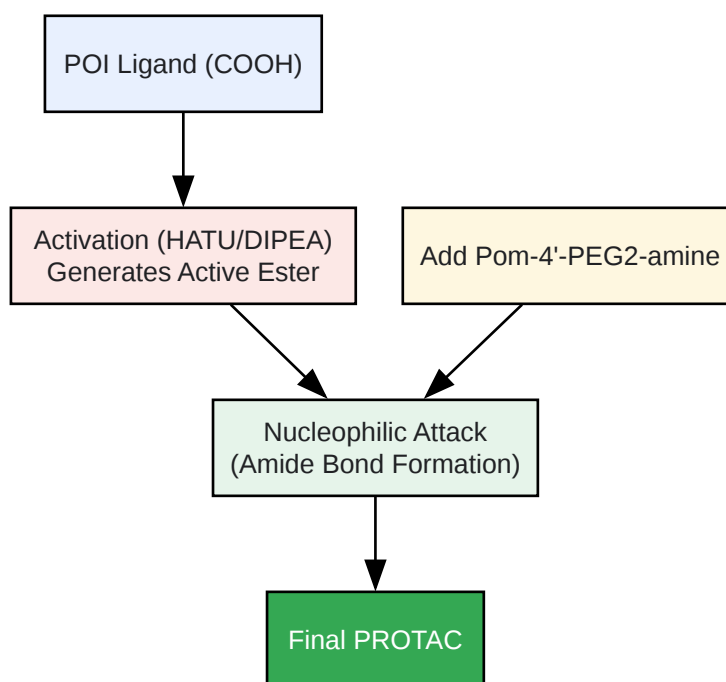 POI Ligand (COOH)
Activation (HATU/DIPEA)
Generates Active Ester
Add Pom-4'-PEG2-amine
Nucleophilic Attack
(Amide Bond Formation)
Final PROTAC